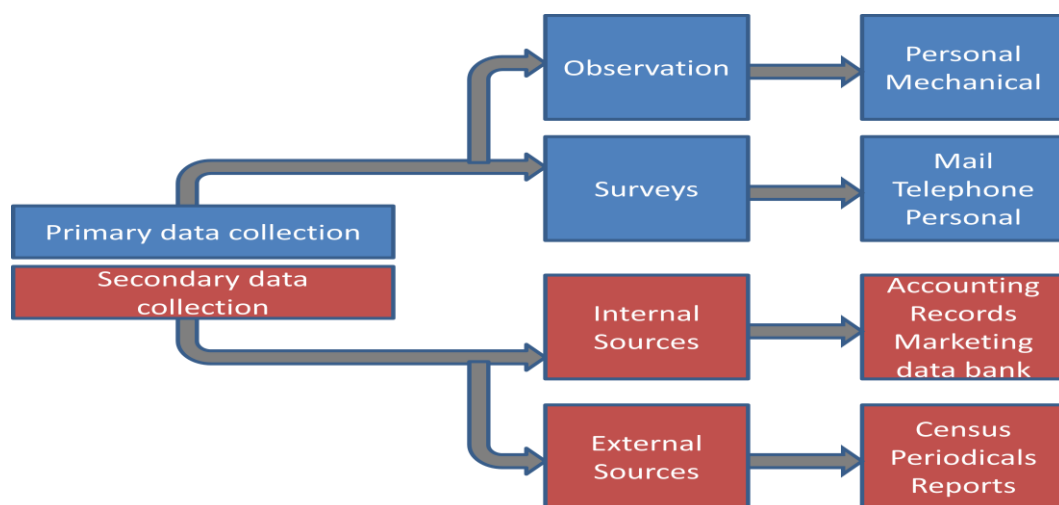 Observation
Personal
Mechanical
Surveys
Mail
Telephone
Personal
Primary data collection
Secondary data
collection
Internal
Sources
Accounting
Records
Marketing
data bank
External
Sources
Census
Periodicals
Reports